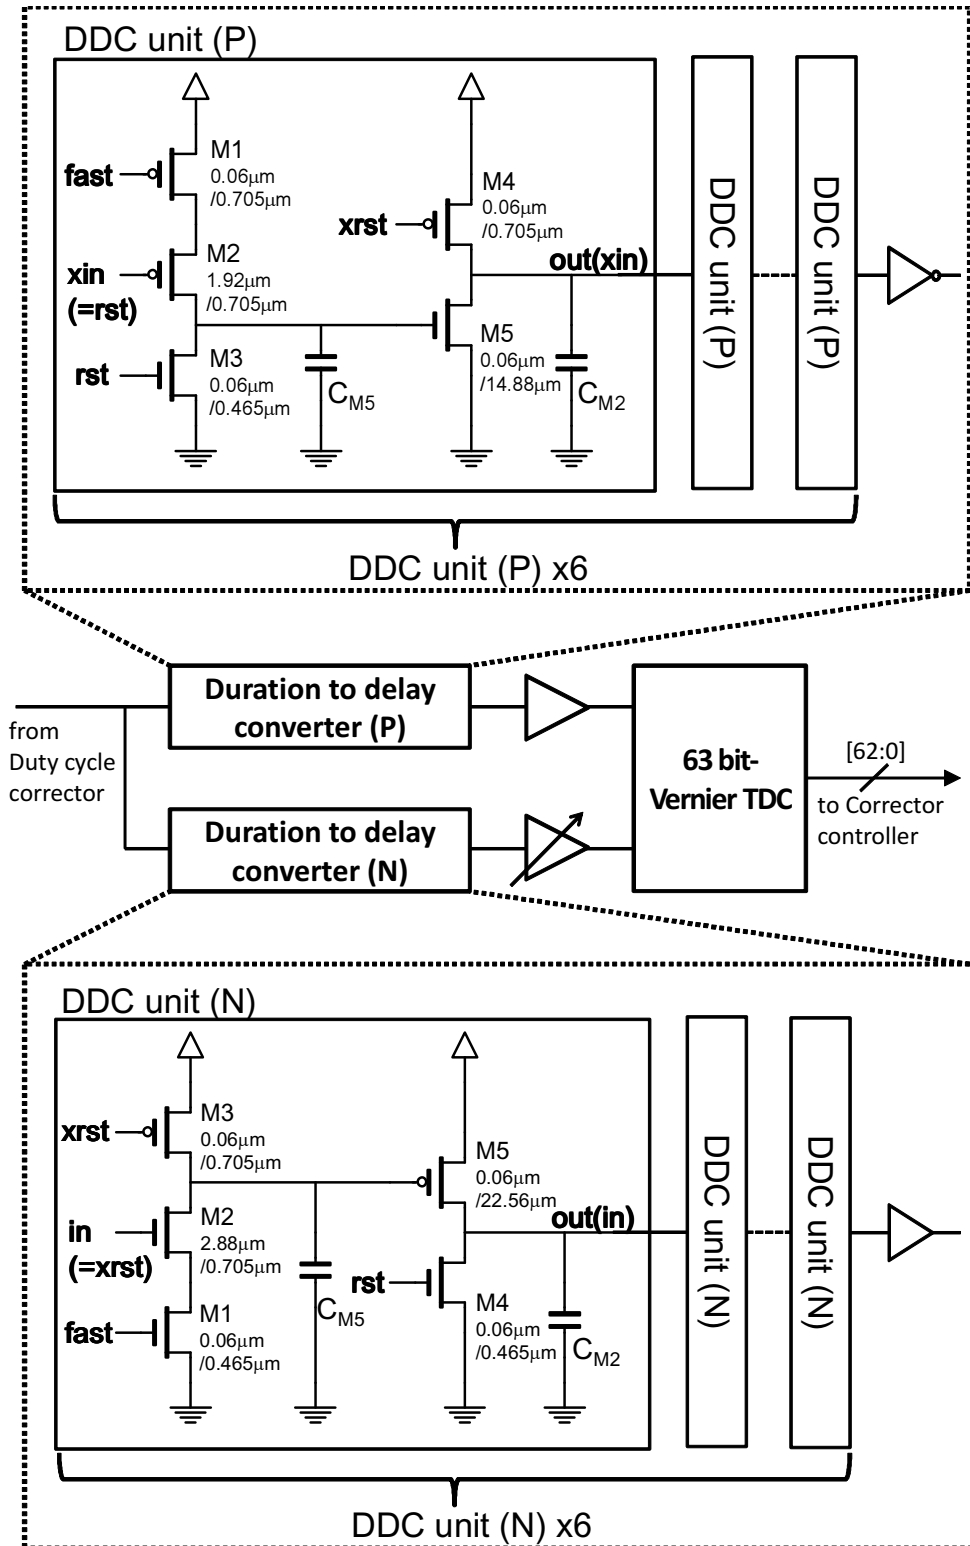 DDC unit (P)
fast
M1
0.06μm
/0.705μm
xin
(=rst)
M2
1.92μm
/0.705μm
rst
M3
0.06μm
/0.465μm
C_M5
xrst
M4
0.06μm
/0.705μm
out(xin)
M5
0.06μm
/14.88μm
C_M2
DDC unit (P)
DDC unit (P)
DDC unit (P) x6
from
Duty cycle
corrector
Duration to delay
converter (P)
Duration to delay
converter (N)
63 bit-
Vernier TDC
[62:0]
to Corrector
controller
DDC unit (N)
xrst
M3
0.06μm
/0.705μm
in
(=xrst)
M2
2.88μm
/0.705μm
fast
M1
0.06μm
/0.465μm
C_M5
M5
0.06μm
/22.56μm
out(in)
rst
M4
0.06μm
/0.465μm
C_M2
DDC unit (N)
DDC unit (N)
DDC unit (N) x6